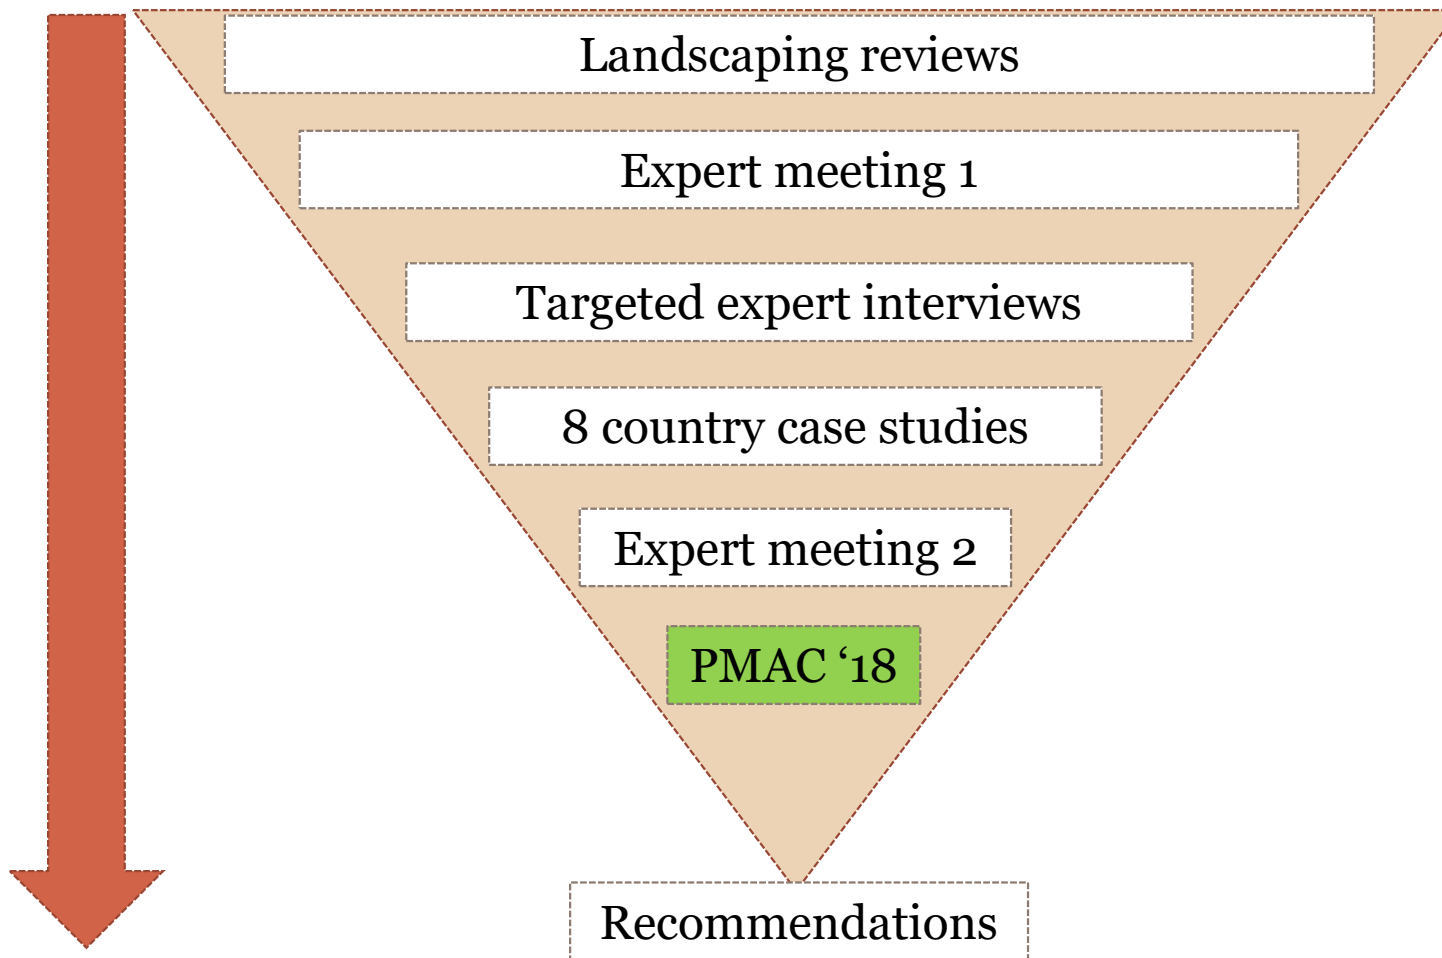 Landscaping reviews
Expert meeting 1
Targeted expert interviews
8 country case studies
Expert meeting 2
PMAC ‘18
Recommendations